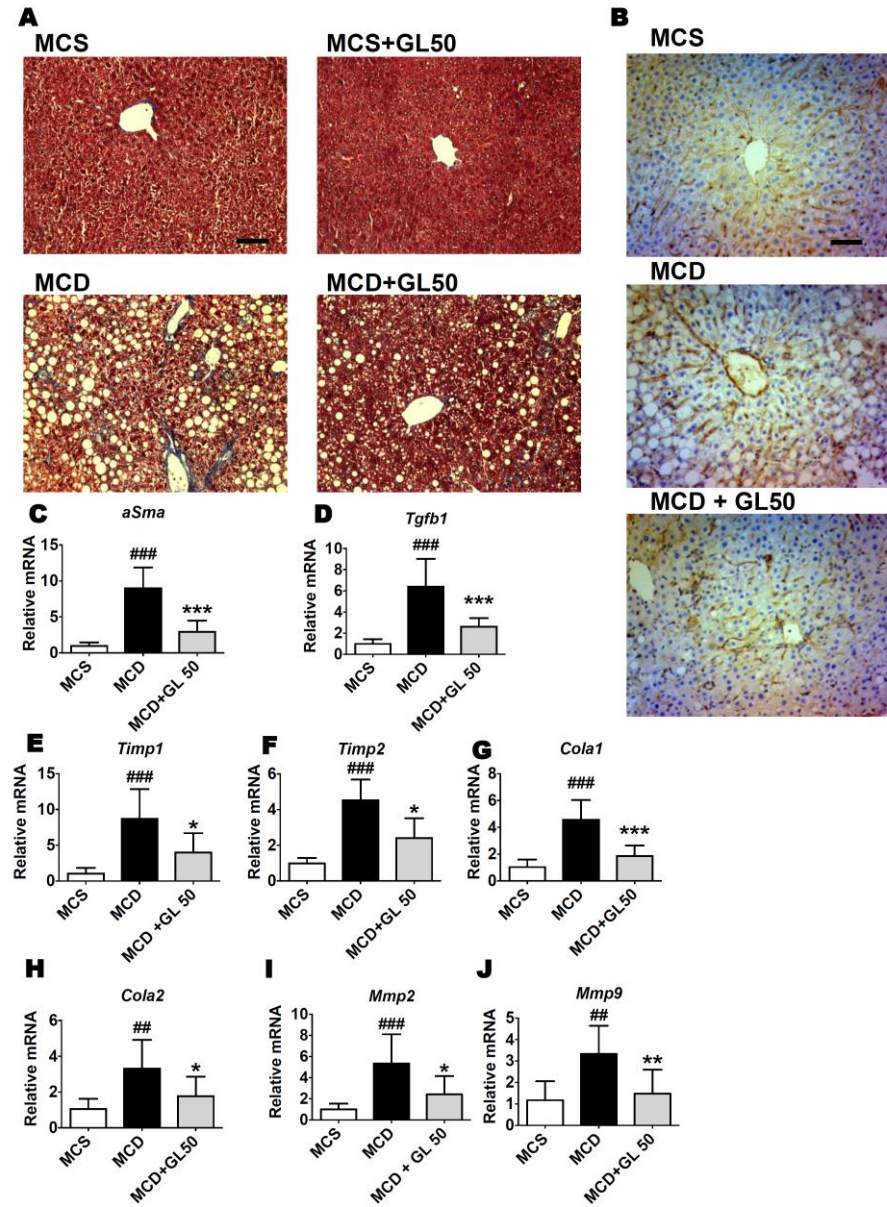 A
MCS
MCS+GL50
MCD
MCD+GL50
B
MCS
MCD
MCD + GL50
C
aSma
Relative mRNA
15
10
5
0
###
***
MCS
MCD
MCD+GL 50
D
Tgfb1
Relative mRNA
10
8
6
4
2
0
###
***
MCS
MCD
MCD+GL 50
E
Timp1
Relative mRNA
15
10
5
0
###
*
MCS
MCD
MCD +GL 50
F
Timp2
Relative mRNA
6
4
2
0
###
*
MCS
MCD
MCD+GL 50
G
Cola1
Relative mRNA
8
6
4
2
0
###
***
MCS
MCD
MCD+GL50
H
Cola2
Relative mRNA
6
4
2
0
##
*
MCS
MCD
MCD+GL50
I
Mmp2
Relative mRNA
10
8
6
4
2
0
###
*
MCS
MCD
MCD + GL 50
J
Mmp9
Relative mRNA
5
4
3
2
1
0
##
**
MCS
MCD
MCD+GL 50